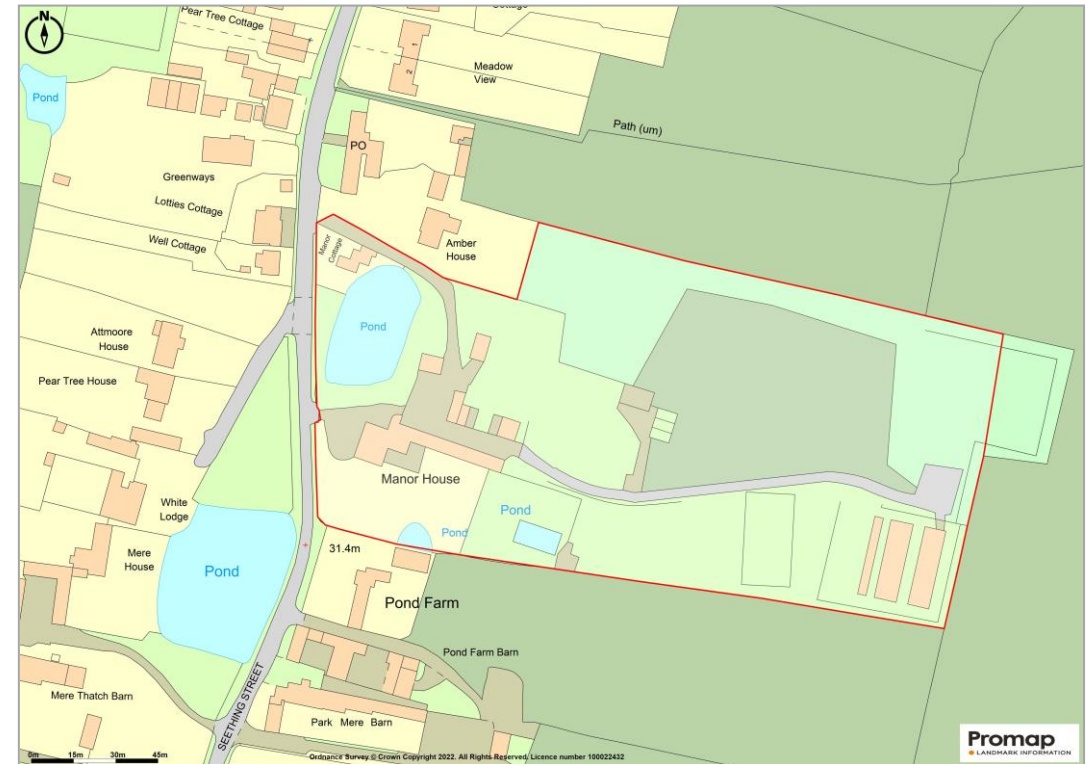 N
Pear Tree Cottage
Cottage
Meadow
View
1
2
Pond
Path (um)
PO
Greenways
Lotties Cottage
Well Cottage
Manor
Cottage
Amber
House
Pond
Attmoore
House
Pear Tree House
Manor House
White
Lodge
Pond
Pond
31.4m
Mere
House
Pond
Pond Farm
Pond Farm Barn
Mere Thatch Barn
SEETHING STREET
Park Mere Barn
0m 15m 30m 45m
Ordnance Survey © Crown Copyright 2022. All Rights Reserved. Licence number 100022432
Promap
LANDMARK INFORMATION